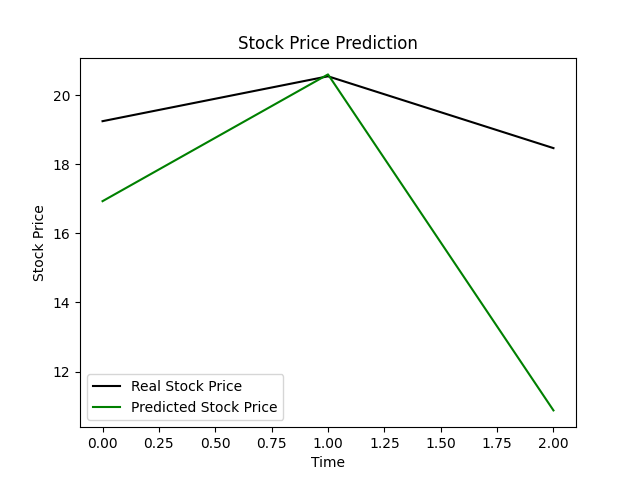 Stock Price Prediction
Stock Price
20
18
16
14
12
Real Stock Price
Predicted Stock Price
0.00 0.25 0.50 0.75 1.00 1.25 1.50 1.75 2.00
Time